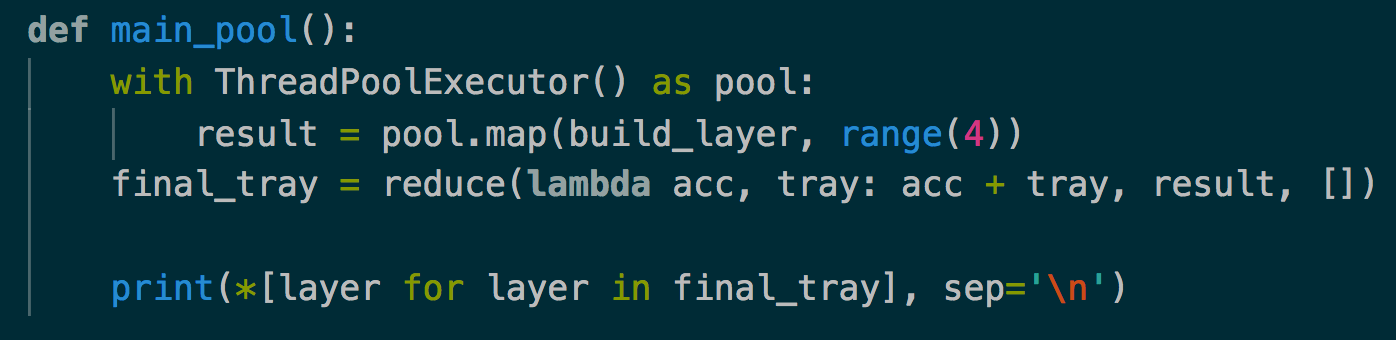 def main_pool():
    with ThreadPoolExecutor() as pool:
        result = pool.map(build_layer, range(4))
    final_tray = reduce(lambda acc, tray: acc + tray, result, [])

    print(*[layer for layer in final_tray], sep='\n')